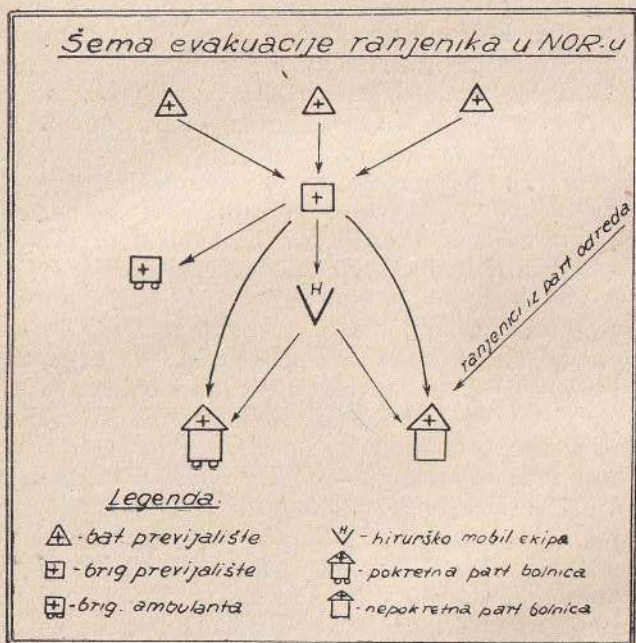 Šema evakuacije ranjenika u NOR-u
H
ranjenici iz part odreda
Legenda.
- bat previjalište
- brig previjalište
- brig. ambulanta
H - hirurško mobil. ekipa
- pokretna part bolnica
- nepokretna part bolnica